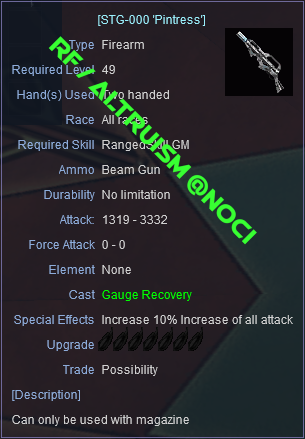 [STG-000 'Pintress']
Type Firearm
Required Level 49
Hand(s) Used Two handed
Race All races
Required Skill Ranged Skill GM
Ammo Beam Gun
Durability No limitation
Attack: 1319 - 3332
Force Attack 0 - 0
Element None
Cast Gauge Recovery
Special Effects Increase 10% Increase of all attack
Upgrade
Trade Possibility
[Description]
Can only be used with magazine
RF/ALTRUISM@NOCI